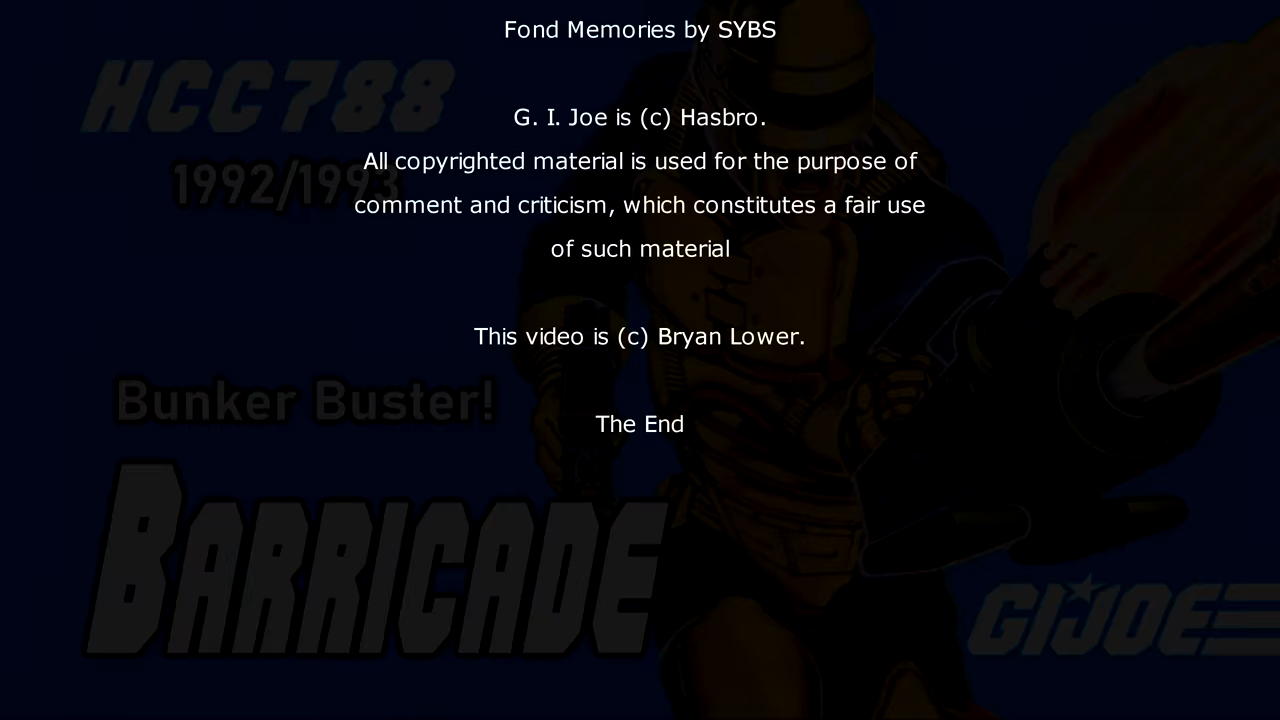 Fond Memories by SYBS
G. I. Joe is (c) Hasbro.
All copyrighted material is used for the purpose of
comment and criticism, which constitutes a fair use
of such material
This video is (c) Bryan Lower.
The End
HCC788
1992/1993
Bunker Buster!
BARRICADE
GI JOE